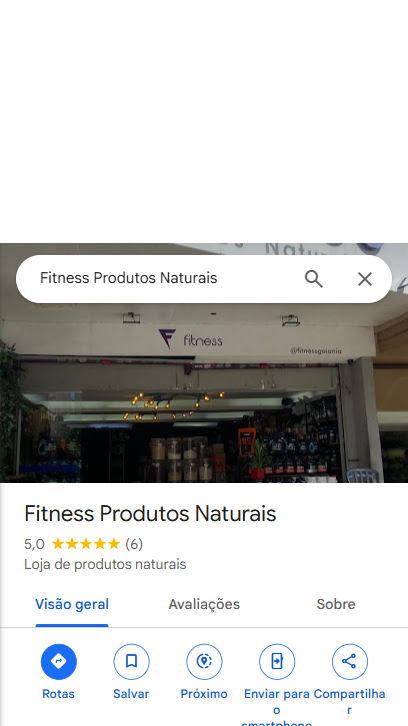 Natu
Fitness Produtos Naturais
fitness
@fitnessgoiania
Fitness Produtos Naturais
5,0 (6)
Loja de produtos naturais
Visão geral Avaliações Sobre
Rotas Salvar Próximo Enviar para o smartphone Compartilhar